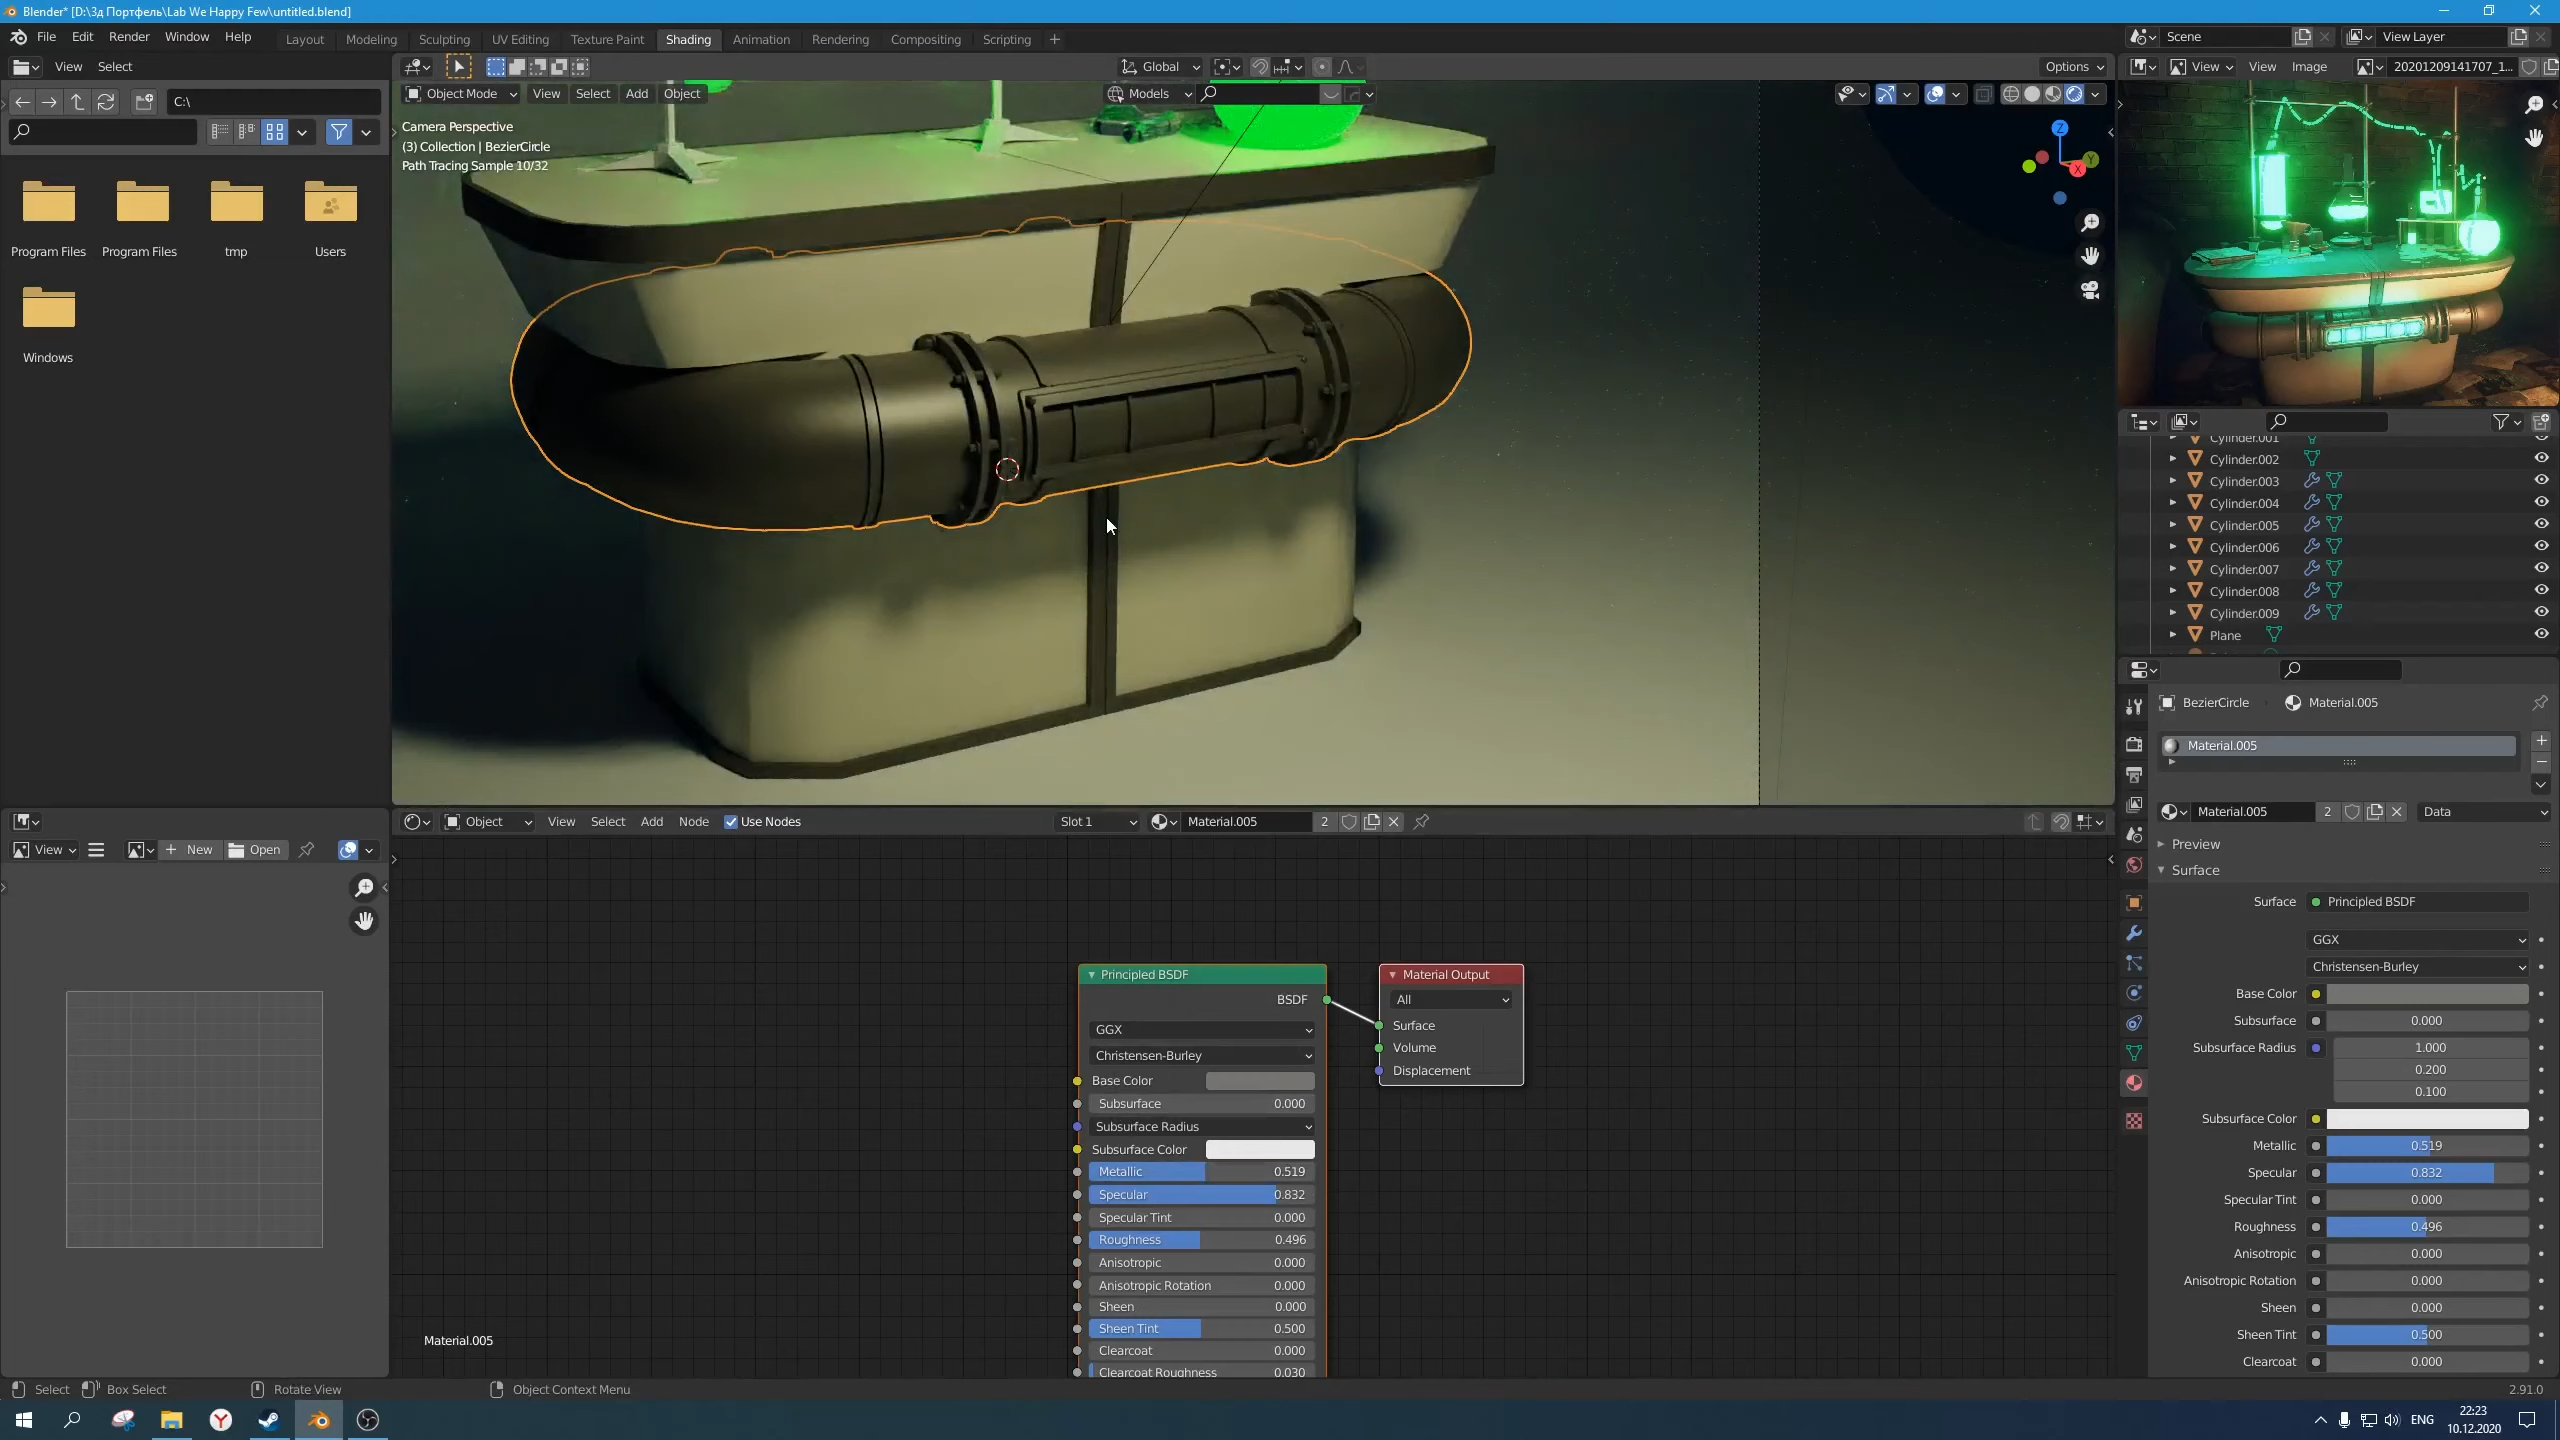 Blender* [D:\3д Портфель\Lab We Happy Few\untitled.blend]
File Edit Render Window Help Layout Modeling Sculpting UV Editing Texture Paint Shading Animation Rendering Compositing Scripting +
Scene View Layer
View Select
Global Options
View View Image 20201209141707_1...
C:\
Object Mode View Select Add Object Models
Camera Perspective
(3) Collection | BezierCircle
Path Tracing Sample 10/32
Z
Y
X
Program Files Program Files tmp Users
Windows
Cylinder.001
Cylinder.002
Cylinder.003
Cylinder.004
Cylinder.005
Cylinder.006
Cylinder.007
Cylinder.008
Cylinder.009
Plane
BezierCircle Material.005
Material.005
Material.005 2 Data
Preview
Surface
Surface Principled BSDF
GGX
Christensen-Burley
Base Color
Subsurface 0.000
Subsurface Radius 1.000
0.200
0.100
Subsurface Color
Metallic 0.519
Specular 0.832
Specular Tint 0.000
Roughness 0.496
Anisotropic 0.000
Anisotropic Rotation 0.000
Sheen 0.000
Sheen Tint 0.500
Clearcoat 0.000
View New Open
Object View Select Add Node Use Nodes Slot 1 Material.005 2
Principled BSDF
BSDF
GGX
Christensen-Burley
Base Color
Subsurface 0.000
Subsurface Radius
Subsurface Color
Metallic 0.519
Specular 0.832
Specular Tint 0.000
Roughness 0.496
Anisotropic 0.000
Anisotropic Rotation 0.000
Sheen 0.000
Sheen Tint 0.500
Clearcoat 0.000
Clearcoat Roughness 0.030
Material Output
All
Surface
Volume
Displacement
Material.005
Select Box Select Rotate View Object Context Menu 2.91.0
ENG 22:23
10.12.2020